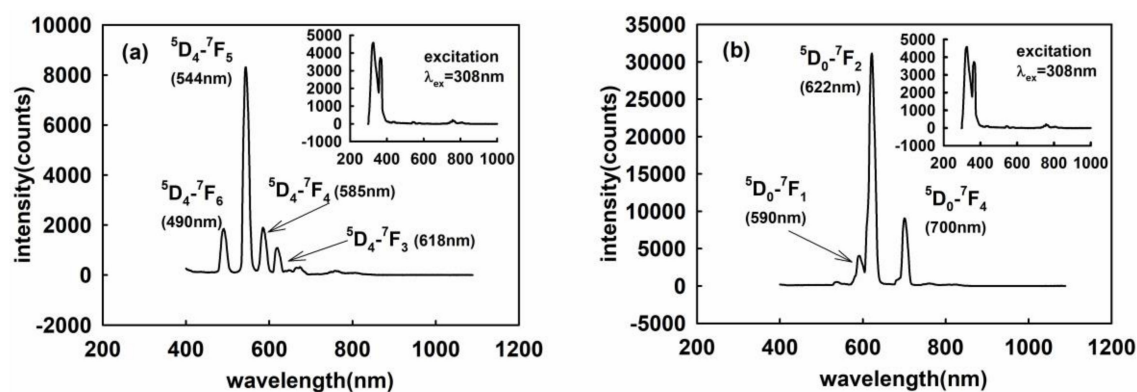 (a)
⁵D₄-⁷F₅
(544nm)
⁵D₄-⁷F₆
(490nm)
⁵D₄-⁷F₄ (585nm)
⁵D₄-⁷F₃ (618nm)
excitation
λex=308nm
5000
4000
3000
2000
1000
0
-1000
200 400 600 800 1000
intensity(counts)
10000
8000
6000
4000
2000
0
-2000
200 400 600 800 1000 1200
wavelength(nm)
(b)
⁵D₀-⁷F₂
(622nm)
⁵D₀-⁷F₁
(590nm)
⁵D₀-⁷F₄
(700nm)
excitation
λex=308nm
5000
4000
3000
2000
1000
0
-1000
200 400 600 800 1000
intensity(counts)
35000
30000
25000
20000
15000
10000
5000
0
-5000
200 400 600 800 1000 1200
wavelength(nm)